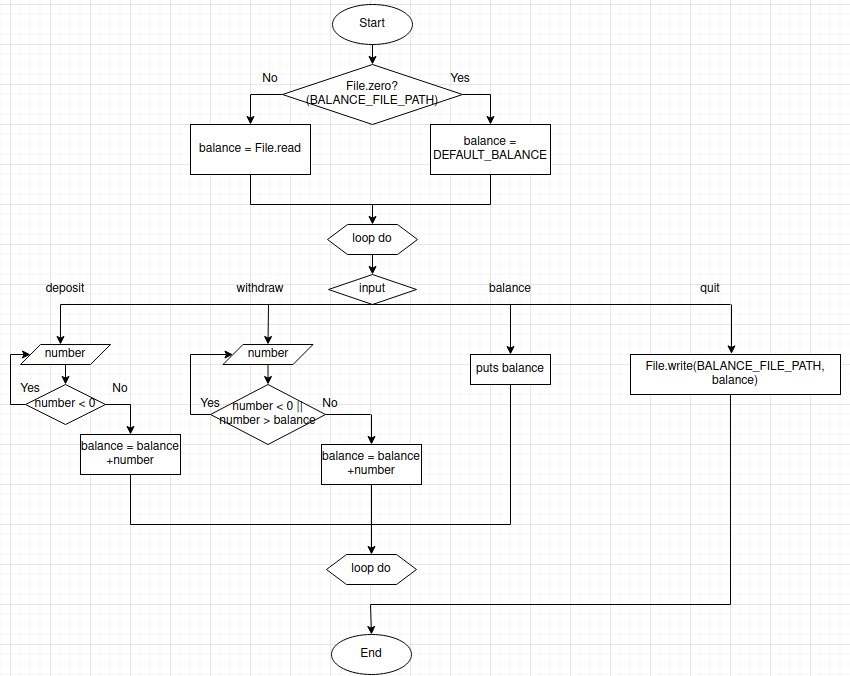 Start
No
Yes
File.zero?
(BALANCE_FILE_PATH)
balance = File.read
balance =
DEFAULT_BALANCE
loop do
deposit
withdraw
input
balance
quit
number
number
puts balance
File.write(BALANCE_FILE_PATH,
balance)
Yes
No
number < 0
Yes
No
number < 0 ||
number > balance
balance = balance
+number
balance = balance
+number
loop do
End